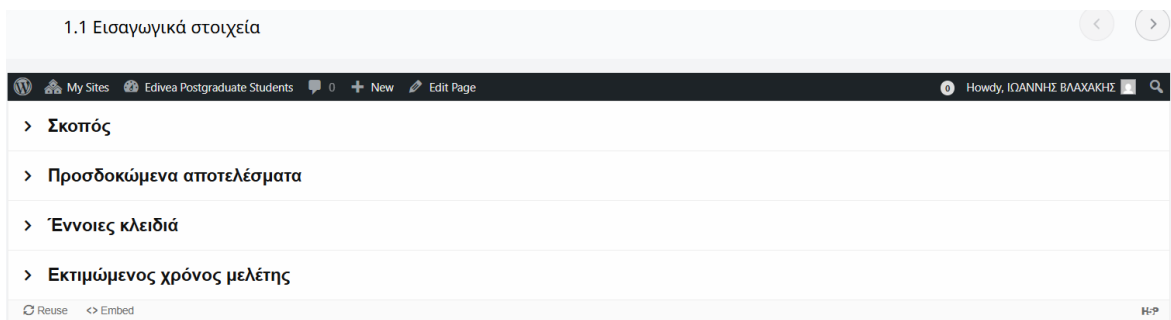 1.1 Εισαγωγικά στοιχεία
My Sites Edivea Postgraduate Students 0 New Edit Page 0 Howdy, ΙΩΑΝΝΗΣ ΒΛΑΧΑΚΗΣ
Σκοπός
Προσδοκώμενα αποτελέσματα
Έννοιες κλειδιά
Εκτιμώμενος χρόνος μελέτης
Reuse <> Embed H5P